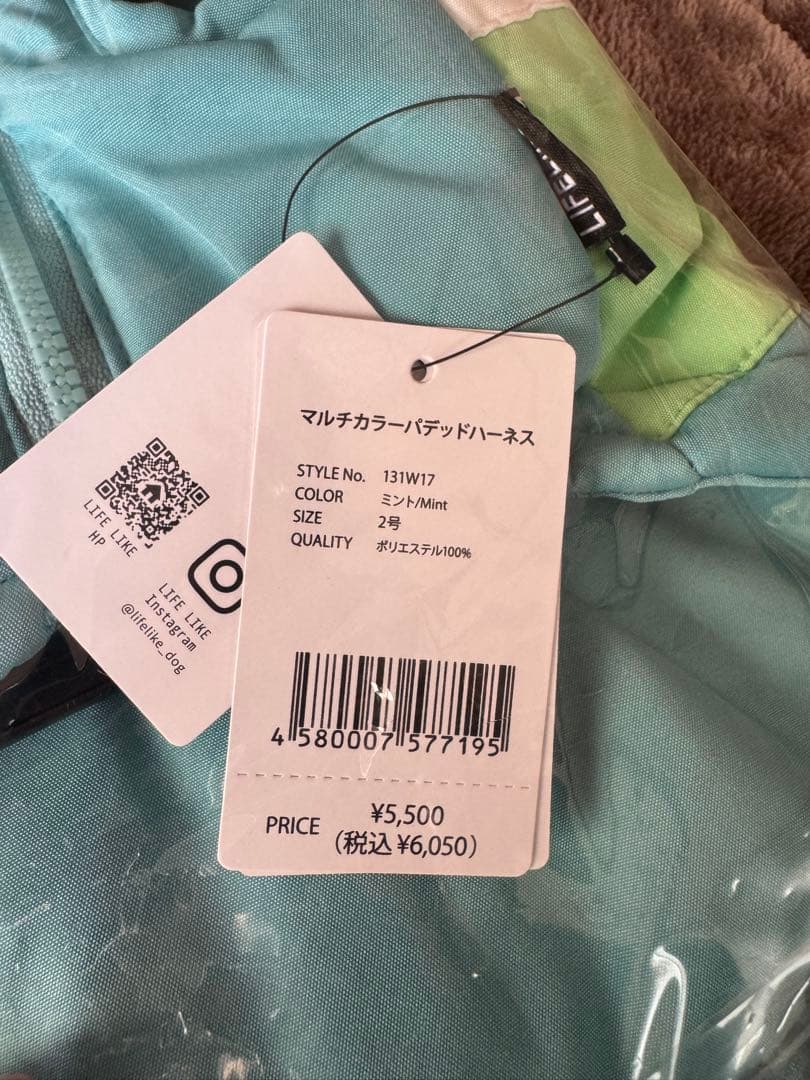 LIFELI
マルチカラーパデッドハーネス
STYLE No. 131W17
COLOR ミント/Mint
SIZE 2号
QUALITY ポリエステル100%
4 580007 577195
PRICE ¥5,500
(税込 ¥6,050)
LIFE LIKE
HP
LIFE LIKE
Instagram
@lifelike_dog